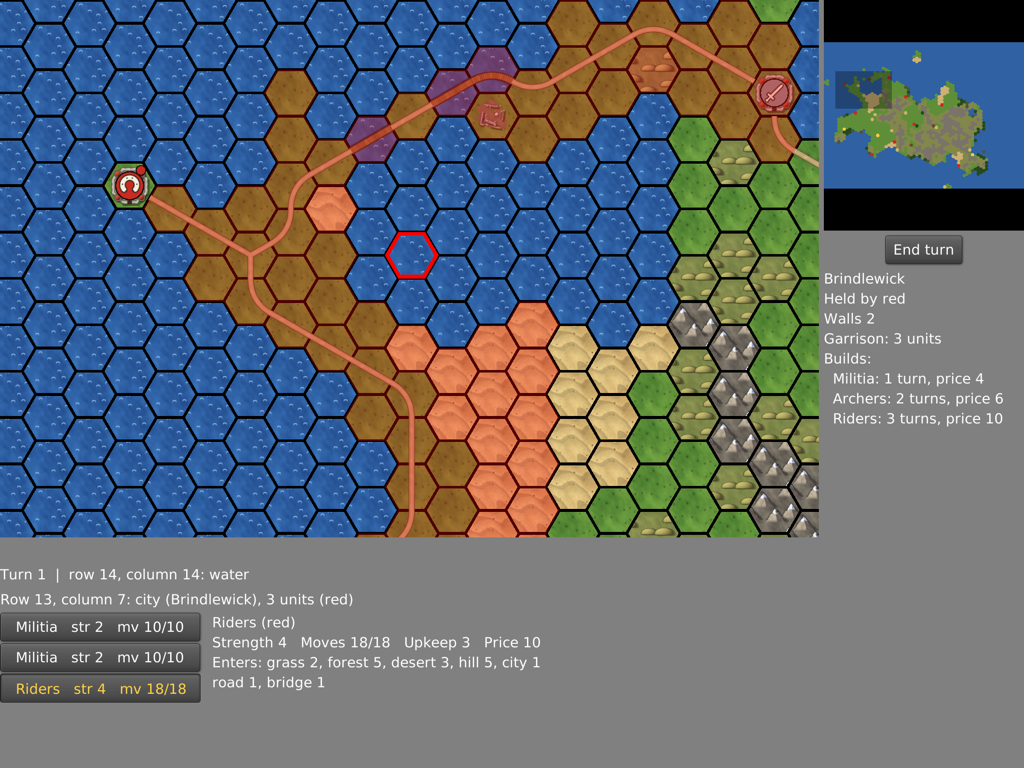 End turn
Brindlewick
Held by red
Walls 2
Garrison: 3 units
Builds:
Militia: 1 turn, price 4
Archers: 2 turns, price 6
Riders: 3 turns, price 10
Turn 1 | row 14, column 14: water
Row 13, column 7: city (Brindlewick), 3 units (red)
Militia str 2 mv 10/10
Militia str 2 mv 10/10
Riders str 4 mv 18/18
Riders (red)
Strength 4 Moves 18/18 Upkeep 3 Price 10
Enters: grass 2, forest 5, desert 3, hill 5, city 1
road 1, bridge 1